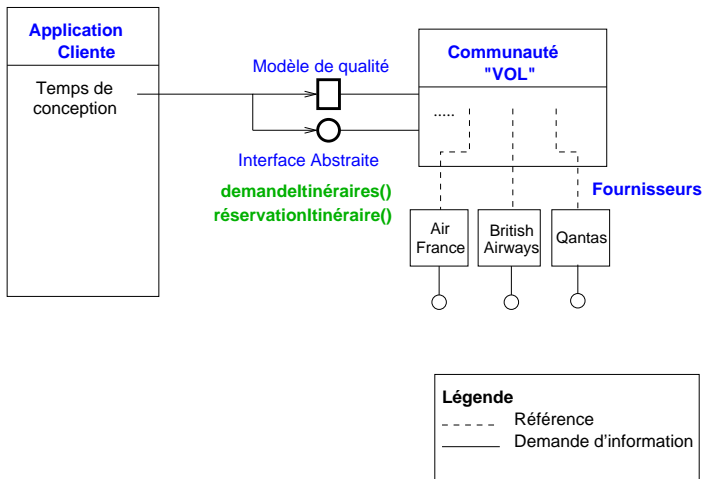 Application
Cliente
Temps de
conception
Modèle de qualité
Interface Abstraite
demandeItinéraires()
réservationItinéraire()
Communauté
"VOL"
.....
Fournisseurs
Air
France
British
Airways
Qantas
Légende
Référence
Demande d'information